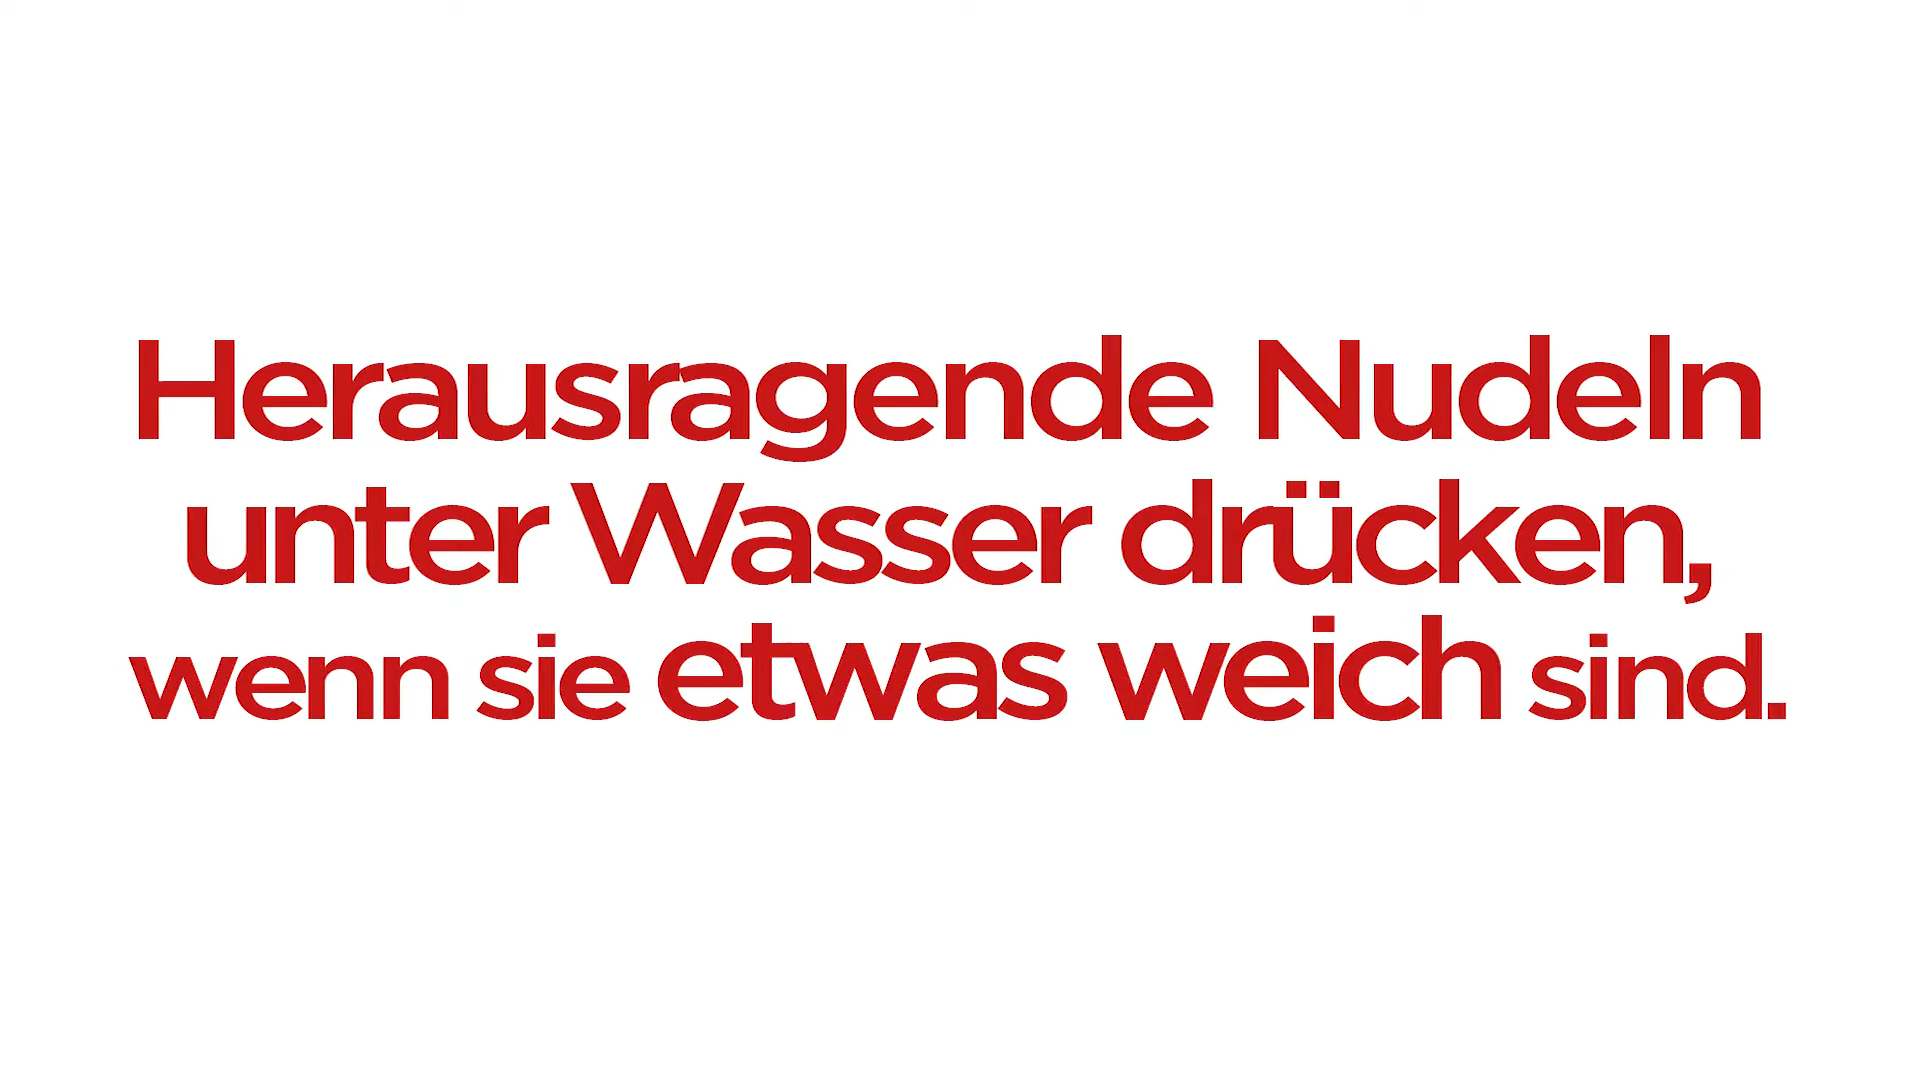 Herausragende Nudeln
unter Wasser drücken,
wenn sie etwas weich sind.